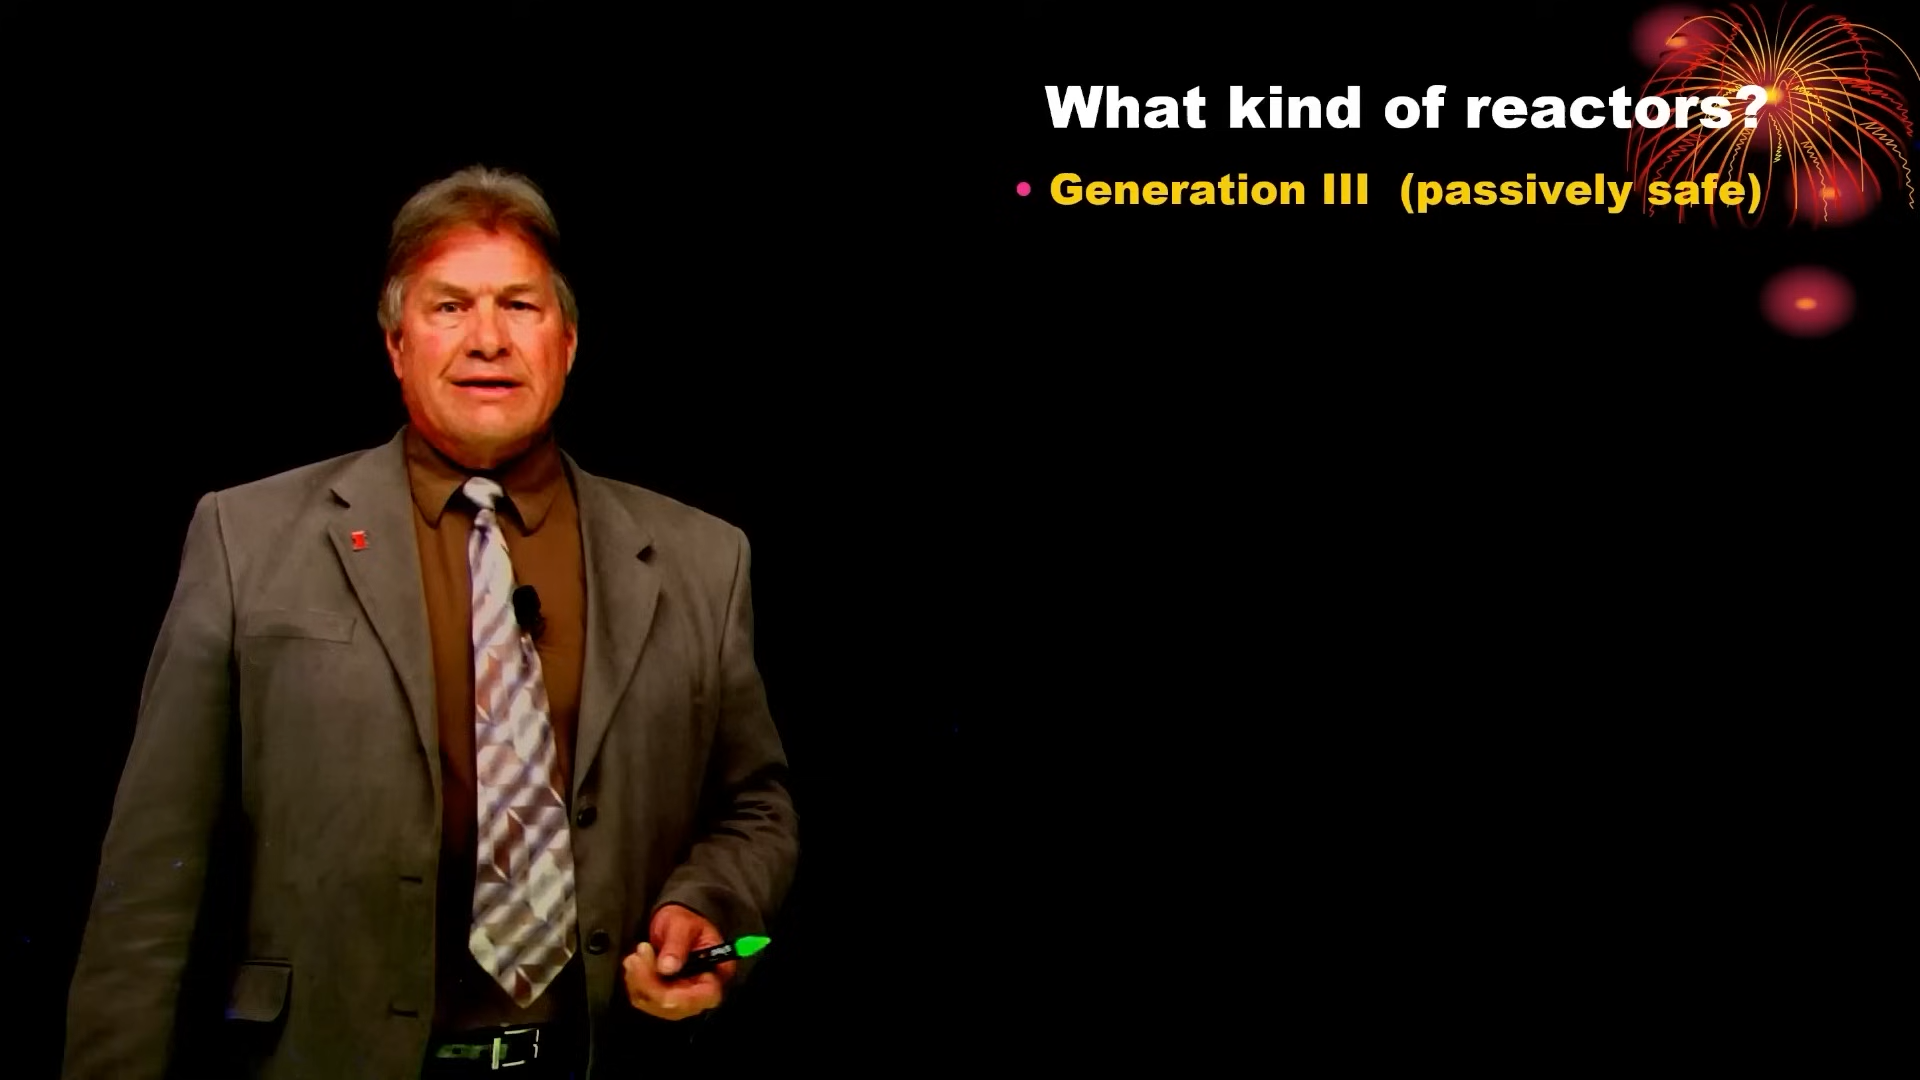 What kind of reactors?
• Generation III (passively safe)